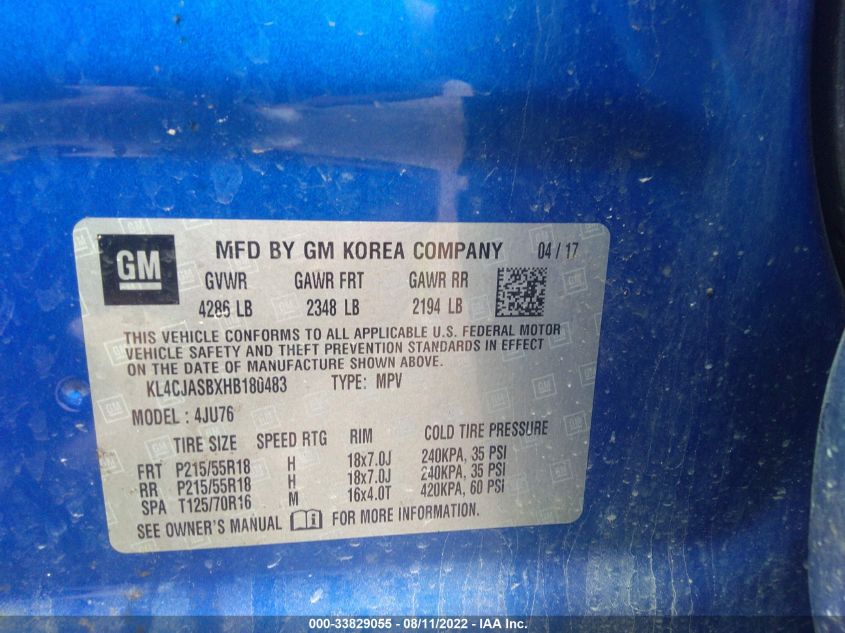 GM
MFD BY GM KOREA COMPANY 04 / 17
GVWR GAWR FRT GAWR RR
4286 LB 2348 LB 2194 LB
THIS VEHICLE CONFORMS TO ALL APPLICABLE U.S. FEDERAL MOTOR
VEHICLE SAFETY AND THEFT PREVENTION STANDARDS IN EFFECT
ON THE DATE OF MANUFACTURE SHOWN ABOVE.
KL4CJASBXHB180483 TYPE: MPV
MODEL : 4JU76
TIRE SIZE SPEED RTG RIM COLD TIRE PRESSURE
FRT P215/55R18 H 18x7.0J 240KPA, 35 PSI
RR P215/55R18 H 18x7.0J 240KPA, 35 PSI
SPA T125/70R16 M 16x4.0T 420KPA, 60 PSI
SEE OWNER'S MANUAL FOR MORE INFORMATION.
000-33829055 - 08/11/2022 - IAA Inc.